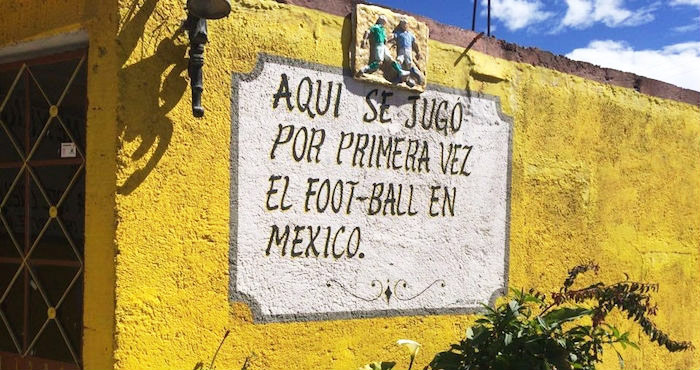 AQUI SE JUGÓ
POR PRIMERA VEZ
EL FOOT-BALL EN
MEXICO.